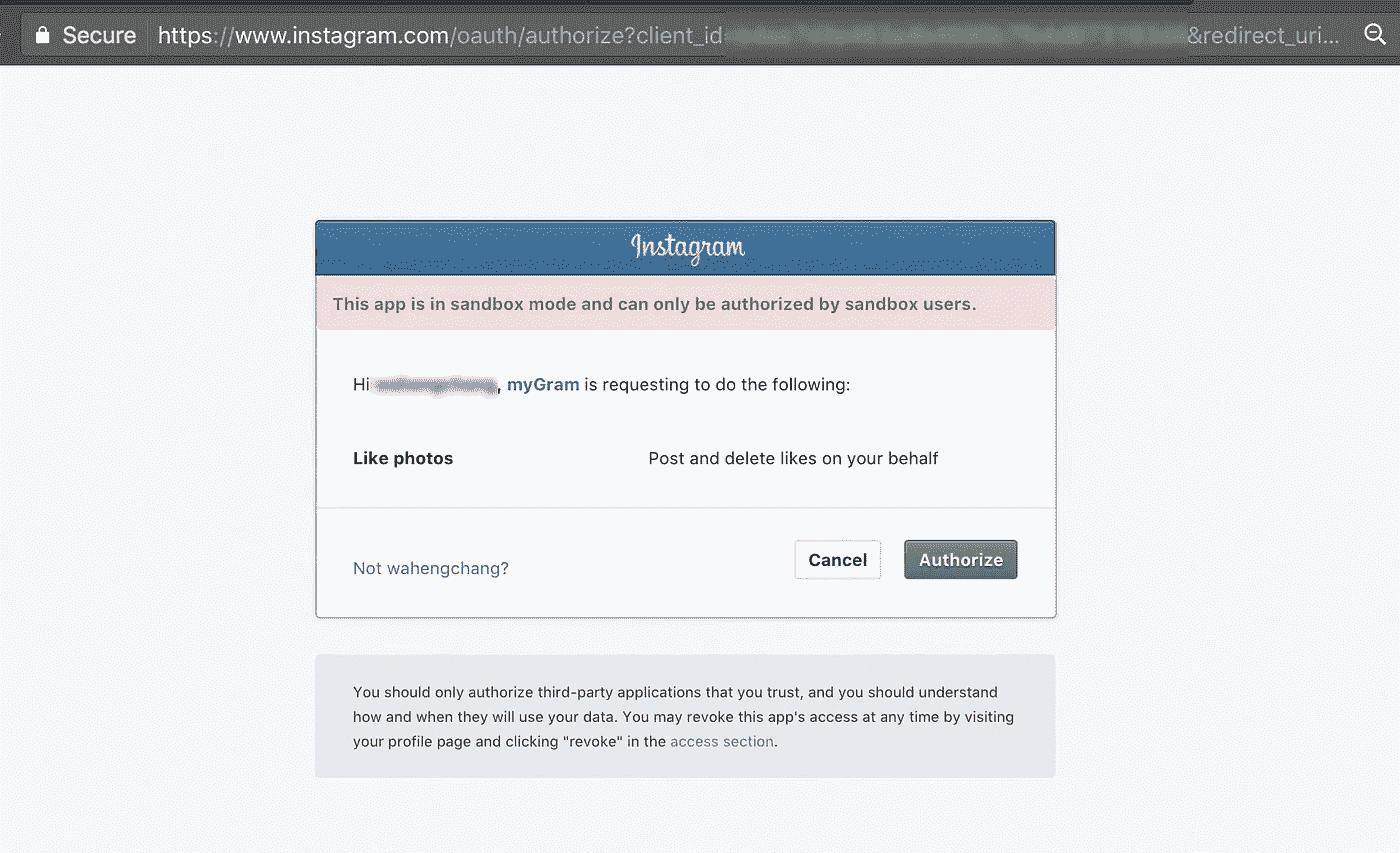 Secure https://www.instagram.com/oauth/authorize?client_id &redirect_uri...
Instagram
This app is in sandbox mode and can only be authorized by sandbox users.
Hi , myGram is requesting to do the following:
Like photos Post and delete likes on your behalf
Not wahengchang? Cancel Authorize
You should only authorize third-party applications that you trust, and you should understand
how and when they will use your data. You may revoke this app's access at any time by visiting
your profile page and clicking "revoke" in the access section.